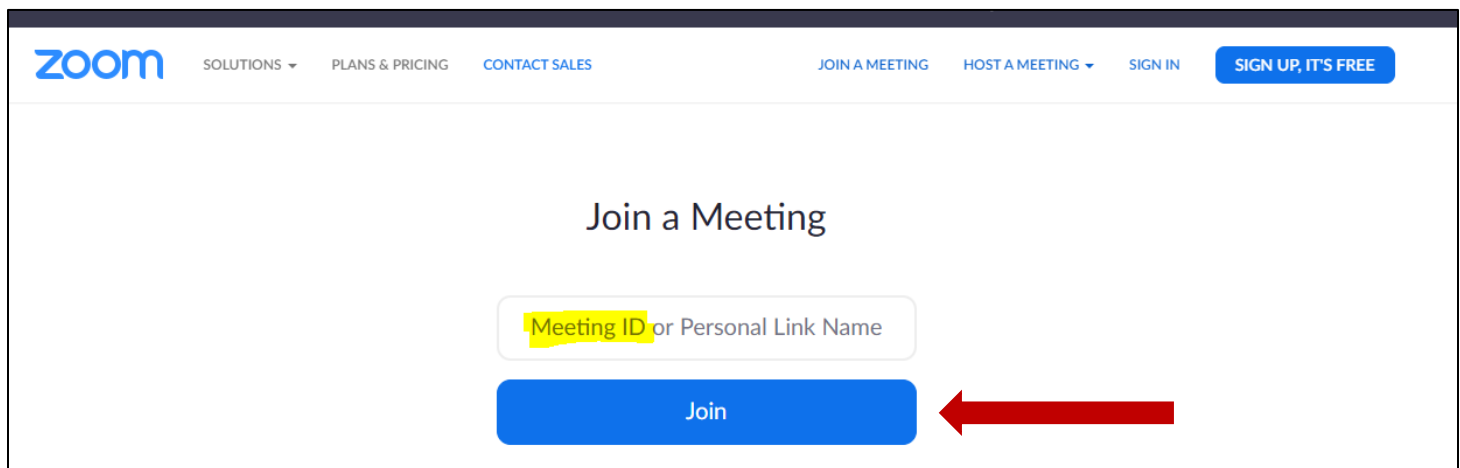 zoom SOLUTIONS PLANS & PRICING CONTACT SALES JOIN A MEETING HOST A MEETING SIGN IN SIGN UP, IT'S FREE
Join a Meeting
Meeting ID or Personal Link Name
Join